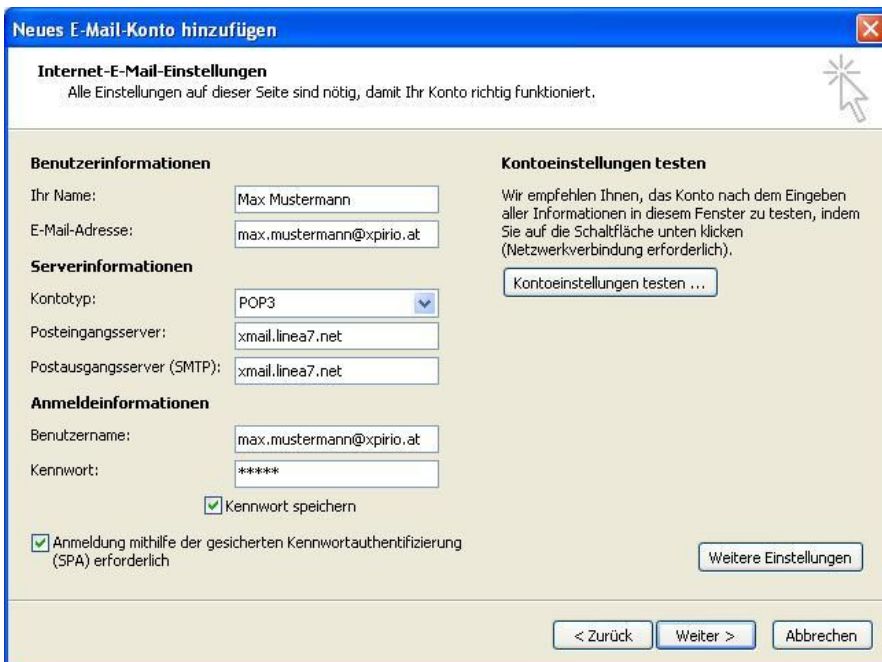 Neues E-Mail-Konto hinzufügen
Internet-E-Mail-Einstellungen
Alle Einstellungen auf dieser Seite sind nötig, damit Ihr Konto richtig funktioniert.
Benutzerinformationen
Ihr Name: Max Mustermann
E-Mail-Adresse: max.mustermann@xpirio.at
Serverinformationen
Kontotyp: POP3
Posteingangsserver: xmail.linea7.net
Postausgangsserver (SMTP): xmail.linea7.net
Anmeldeinformationen
Benutzername: max.mustermann@xpirio.at
Kennwort: *****
Kennwort speichern
Anmeldung mithilfe der gesicherten Kennwortauthentifizierung
(SPA) erforderlich
Kontoeinstellungen testen
Wir empfehlen Ihnen, das Konto nach dem Eingeben
aller Informationen in diesem Fenster zu testen, indem
Sie auf die Schaltfläche unten klicken
(Netzwerkverbindung erforderlich).
Kontoeinstellungen testen ...
Weitere Einstellungen
< Zurück Weiter > Abbrechen